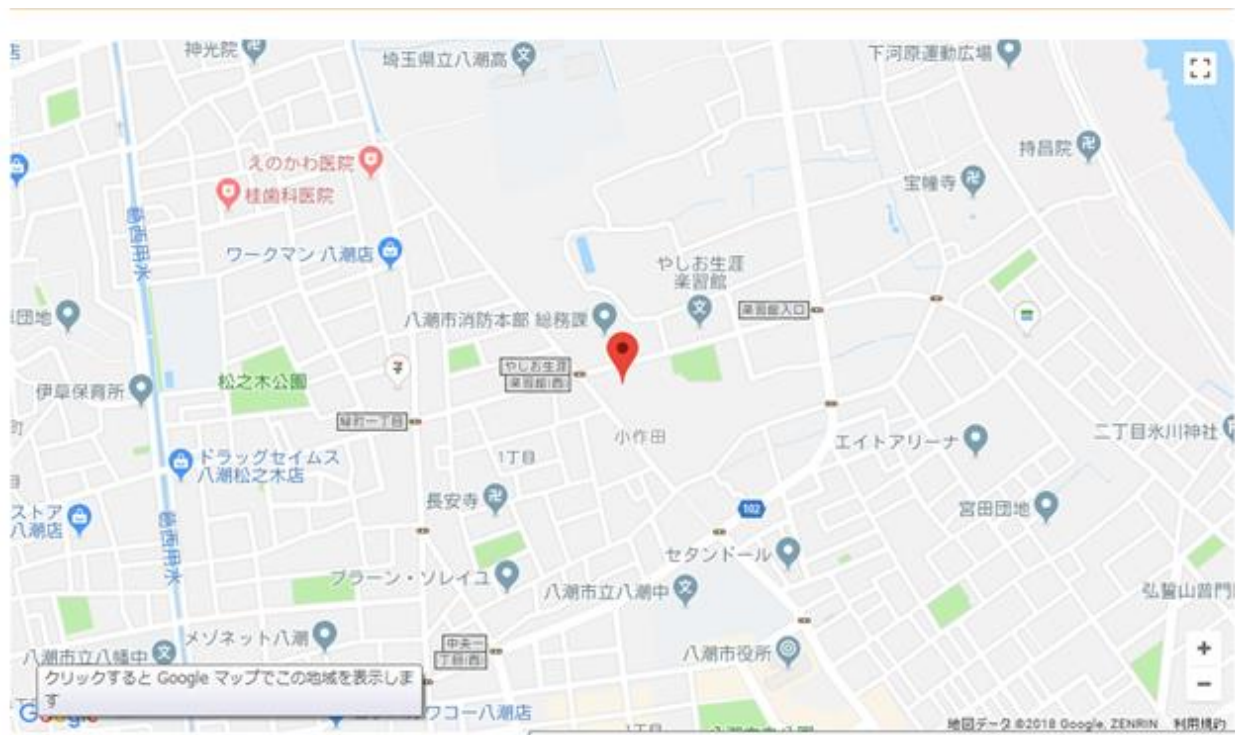 神光院
埼玉県立八潮高
下河原運動広場
持昌院
えのかわ医院
桂歯科医院
宝幢寺
葛西用水
ワークマン 八潮店
やしお生涯
楽習館
楽習館入口
団地
八潮市消防本部 総務課
やしお生涯
楽習館(西)
伊草保育所
松之木公園
緑町一丁目
小作田
エイトアリーナ
二丁目氷川神社
町
ドラッグセイムス
八潮松之木店
1丁目
長安寺
102
宮田団地
ストア
八潮店
葛西用水
セタンドール
プラーン・ソレイユ
八潮市立八潮中
弘誓山普門
メゾネット八潮
中央一
丁目(西)
八潮市役所
八潮市立八幡中
クリックすると Google マップでこの地域を表示しま
す
Google
ワコー八潮店
1丁目
地図データ ©2018 Google, ZENRIN 利用規約